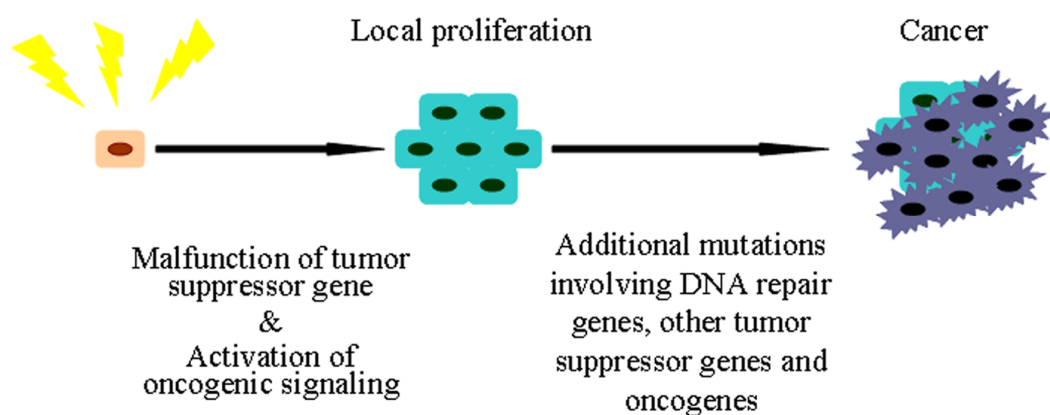 Local proliferation
Cancer
Malfunction of tumor
suppressor gene
&
Activation of
oncogenic signaling
Additional mutations
involving DNA repair
genes, other tumor
suppressor genes and
oncogenes